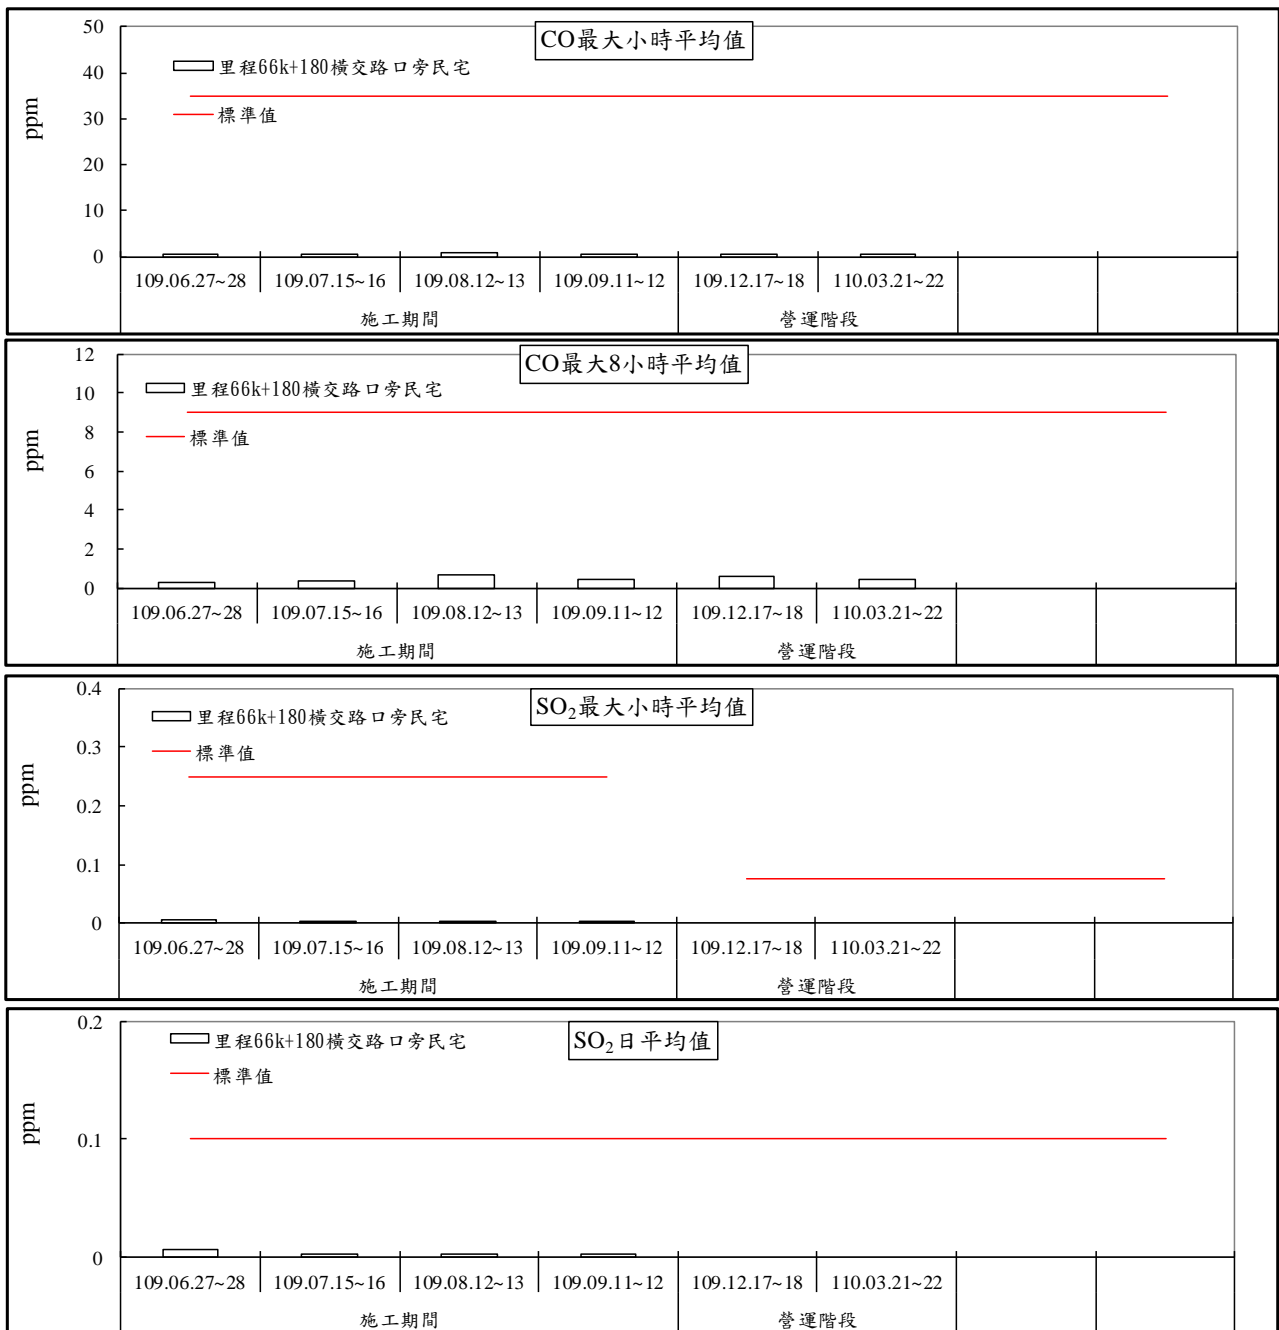 CO最大小時平均值
50
40
30
20
10
0
ppm
里程66k+180橫交路口旁民宅
標準值
109.06.27~28 109.07.15~16 109.08.12~13 109.09.11~12 109.12.17~18 110.03.21~22
施工期間 營運階段
CO最大8小時平均值
12
10
8
6
4
2
0
ppm
里程66k+180橫交路口旁民宅
標準值
109.06.27~28 109.07.15~16 109.08.12~13 109.09.11~12 109.12.17~18 110.03.21~22
施工期間 營運階段
SO₂最大小時平均值
0.4
0.3
0.2
0.1
0
ppm
里程66k+180橫交路口旁民宅
標準值
109.06.27~28 109.07.15~16 109.08.12~13 109.09.11~12 109.12.17~18 110.03.21~22
施工期間 營運階段
SO₂日平均值
0.2
0.1
0
ppm
里程66k+180橫交路口旁民宅
標準值
109.06.27~28 109.07.15~16 109.08.12~13 109.09.11~12 109.12.17~18 110.03.21~22
施工期間 營運階段